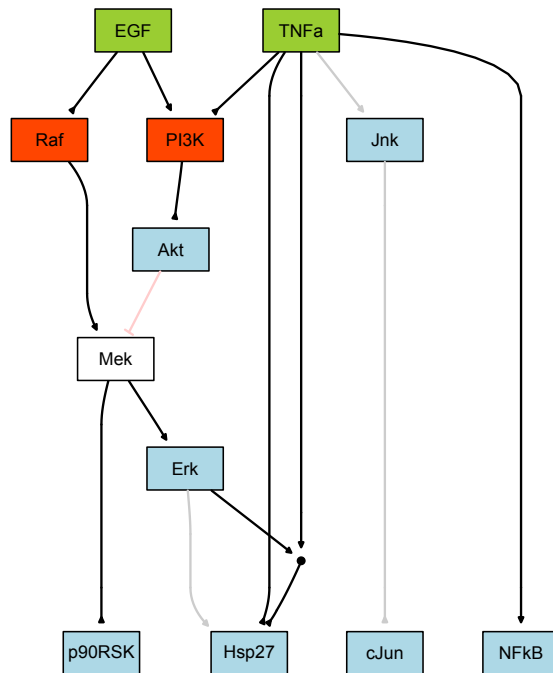 EGF
TNFa
Raf
PI3K
Jnk
Akt
Mek
Erk
p90RSK
Hsp27
cJun
NFkB